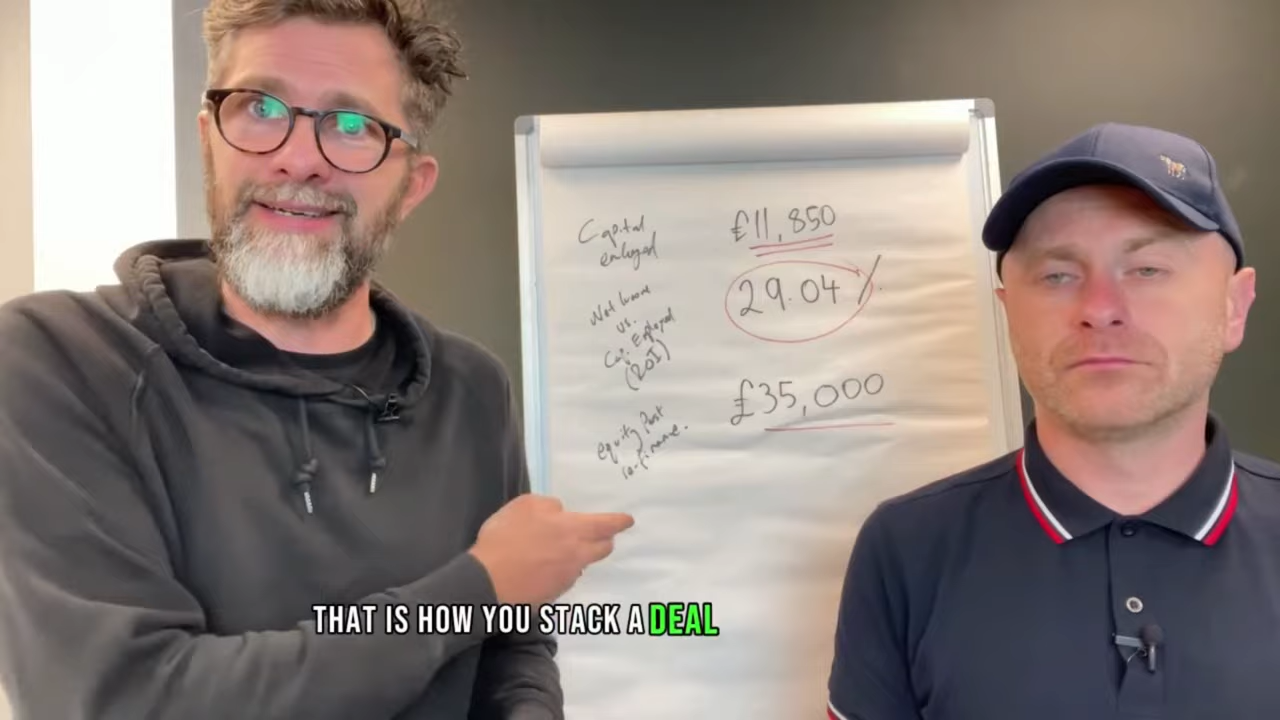 Capital
employed
£11,850
Net Income
vs.
Cap. Employed
(ROI)
29.04%
equity Post
re-finance.
£35,000
THAT IS HOW YOU STACK A DEAL